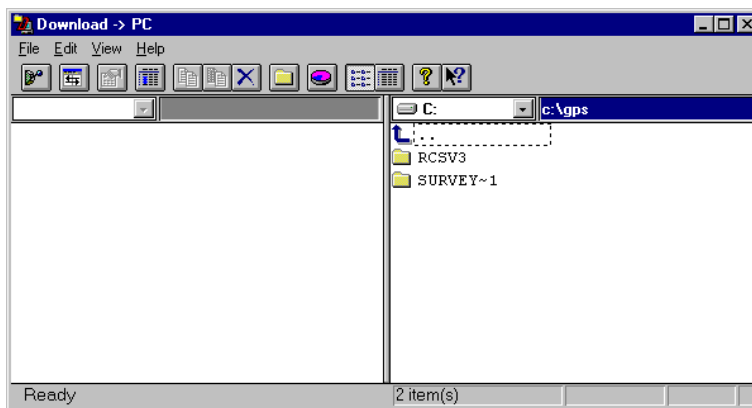 Download -> PC
File Edit View Help
C: c:\gps
..
RCSV3
SURVEY~1
Ready 2 item(s)